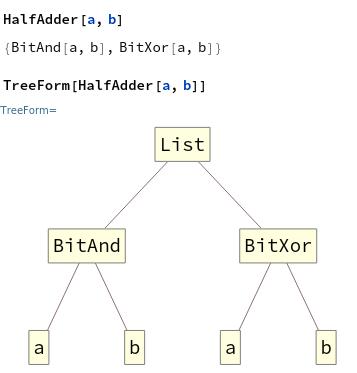 HalfAdder[a, b]
{BitAnd[a, b], BitXor[a, b]}
TreeForm[HalfAdder[a, b]]
TreeForm=
List
BitAnd BitXor
a b a b